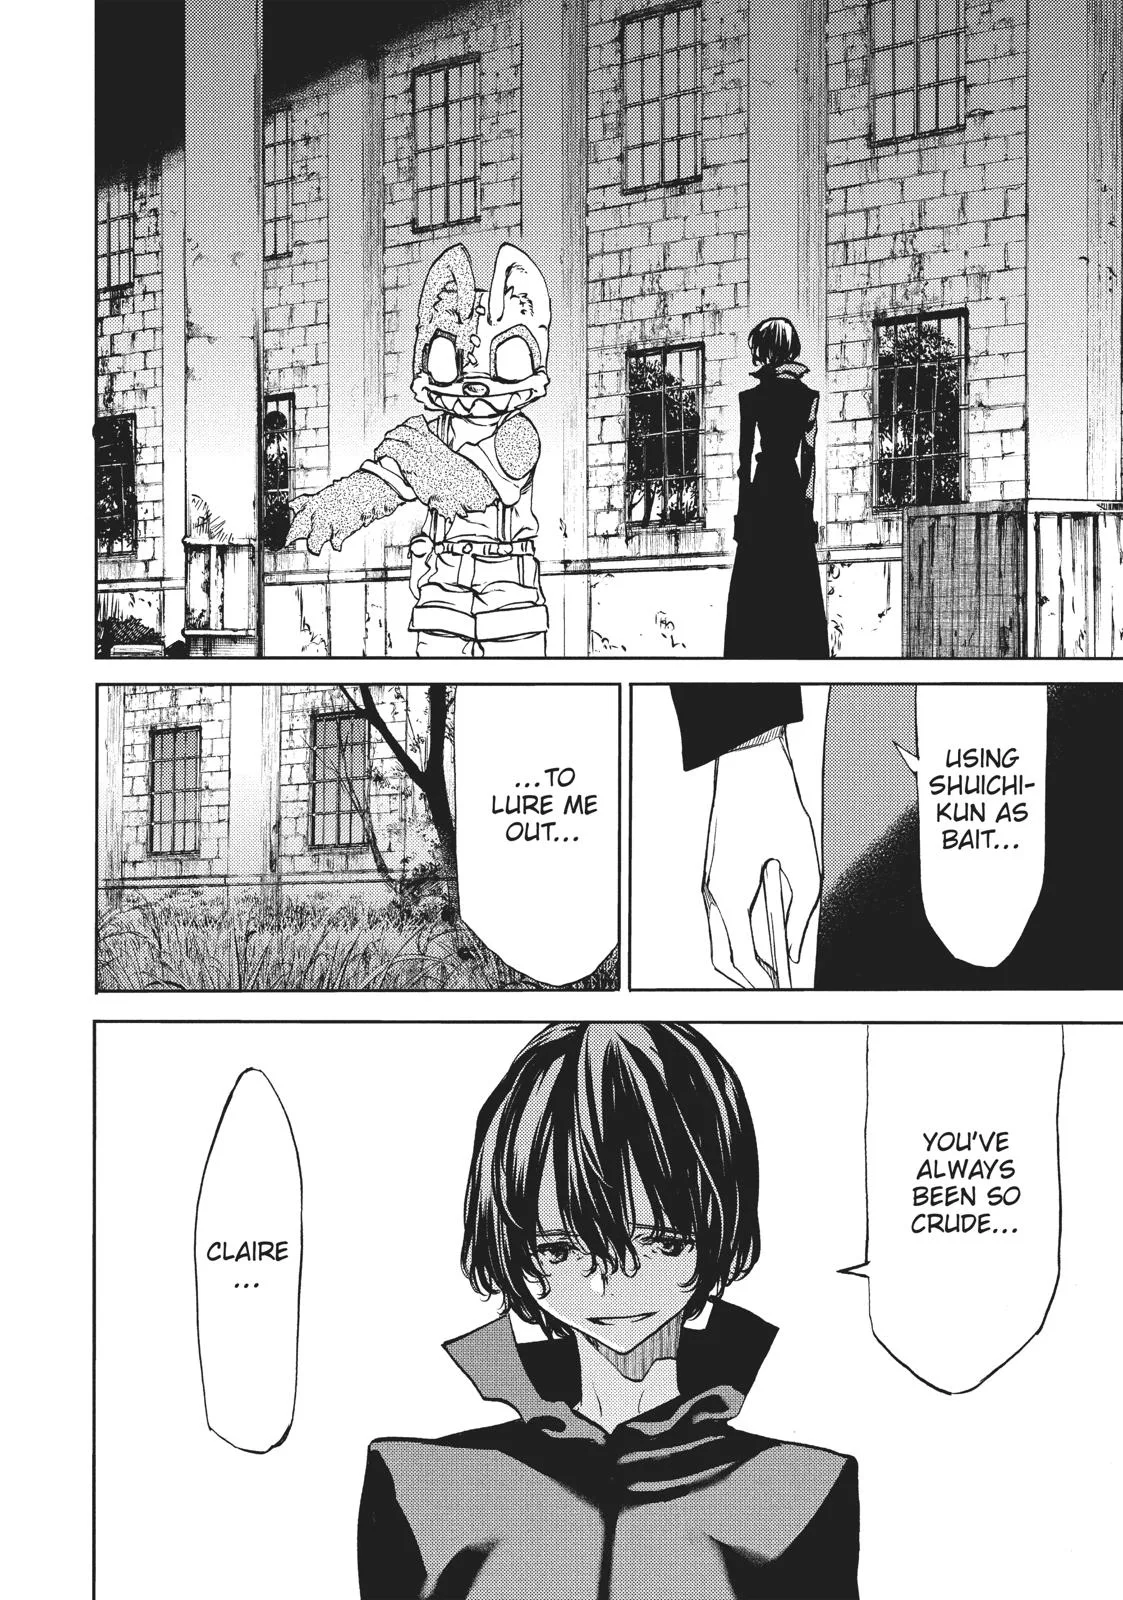 USING
SHUICHI-
KUN AS
BAIT...
...TO
LURE ME
OUT...
YOU'VE
ALWAYS
BEEN SO
CRUDE...
CLAIRE
...